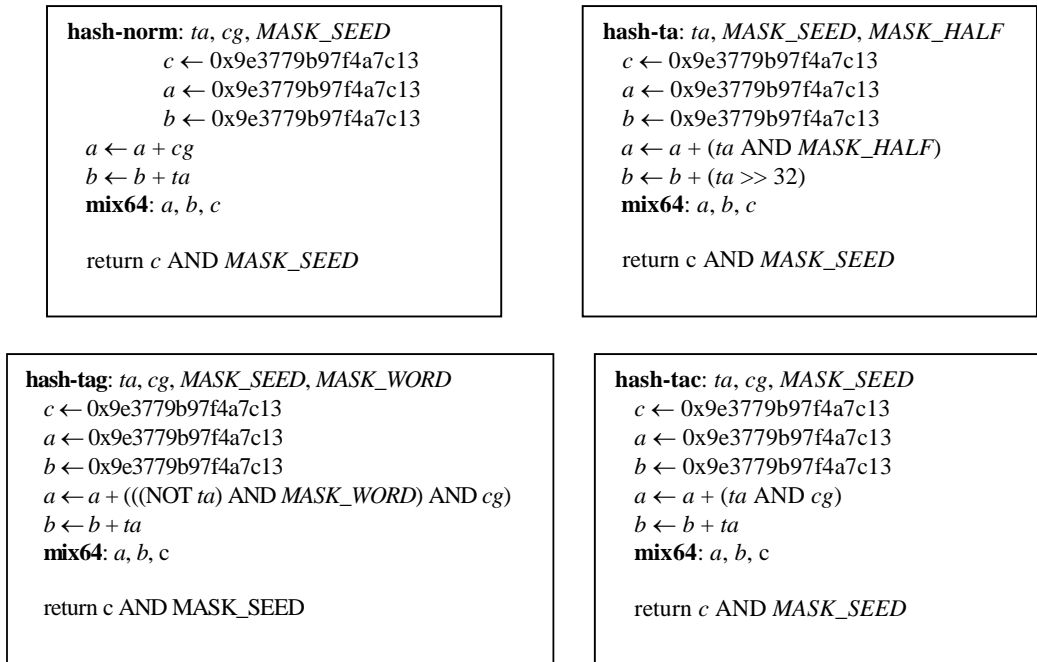 hash-norm: ta, cg, MASK_SEED
c ← 0x9e3779b97f4a7c13
a ← 0x9e3779b97f4a7c13
b ← 0x9e3779b97f4a7c13
a ← a + cg
b ← b + ta
mix64: a, b, c
return c AND MASK_SEED
hash-ta: ta, MASK_SEED, MASK_HALF
c ← 0x9e3779b97f4a7c13
a ← 0x9e3779b97f4a7c13
b ← 0x9e3779b97f4a7c13
a ← a + (ta AND MASK_HALF)
b ← b + (ta >> 32)
mix64: a, b, c
return c AND MASK_SEED
hash-tag: ta, cg, MASK_SEED, MASK_WORD
c ← 0x9e3779b97f4a7c13
a ← 0x9e3779b97f4a7c13
b ← 0x9e3779b97f4a7c13
a ← a + (((NOT ta) AND MASK_WORD) AND cg)
b ← b + ta
mix64: a, b, c
return c AND MASK_SEED
hash-tac: ta, cg, MASK_SEED
c ← 0x9e3779b97f4a7c13
a ← 0x9e3779b97f4a7c13
b ← 0x9e3779b97f4a7c13
a ← a + (ta AND cg)
b ← b + ta
mix64: a, b, c
return c AND MASK_SEED